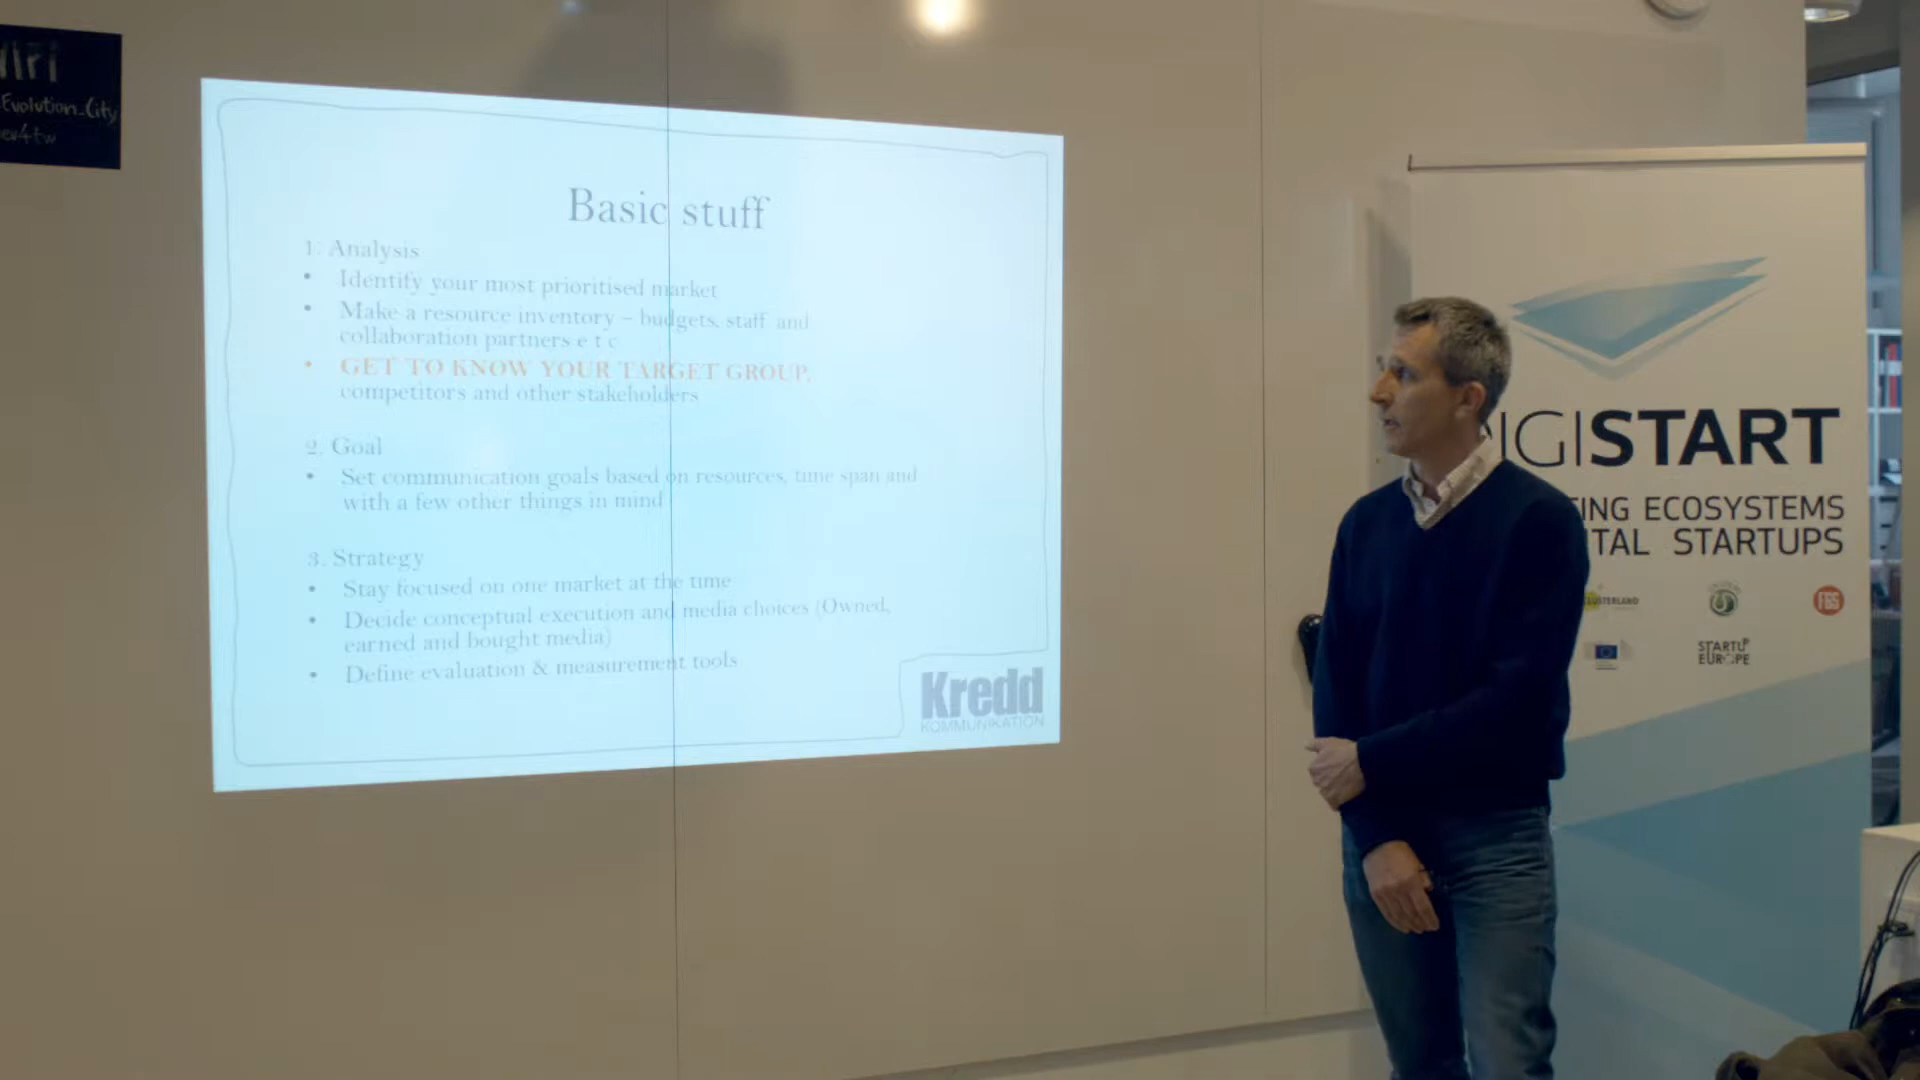 Evolution_City
Basic stuff
1. Analysis
• Identify your most prioritised market
• Make a resource inventory – budgets, staff and
collaboration partners e t c
• GET TO KNOW YOUR TARGET GROUP,
competitors and other stakeholders
2. Goal
• Set communication goals based on resources, time span and
with a few other things in mind
3. Strategy
• Stay focused on one market at the time
• Decide conceptual execution and media choices (Owned,
earned and bought media)
• Define evaluation & measurement tools
Kredd
KOMMUNIKATION
IGISTART
ING ECOSYSTEMS
TAL STARTUPS
CLUSTERLAND
STARTUP
EUROPE